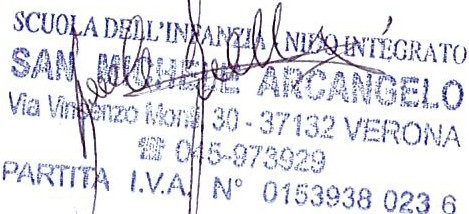 SCUOLA DELL'INFANZIA / NIDO INTEGRATO
SAN MICHELE ARCANGELO
Via Vincenzo Monti 30 - 37132 VERONA
☎ 045-973929
PARTITA I.V.A. N° 0153938 023 6